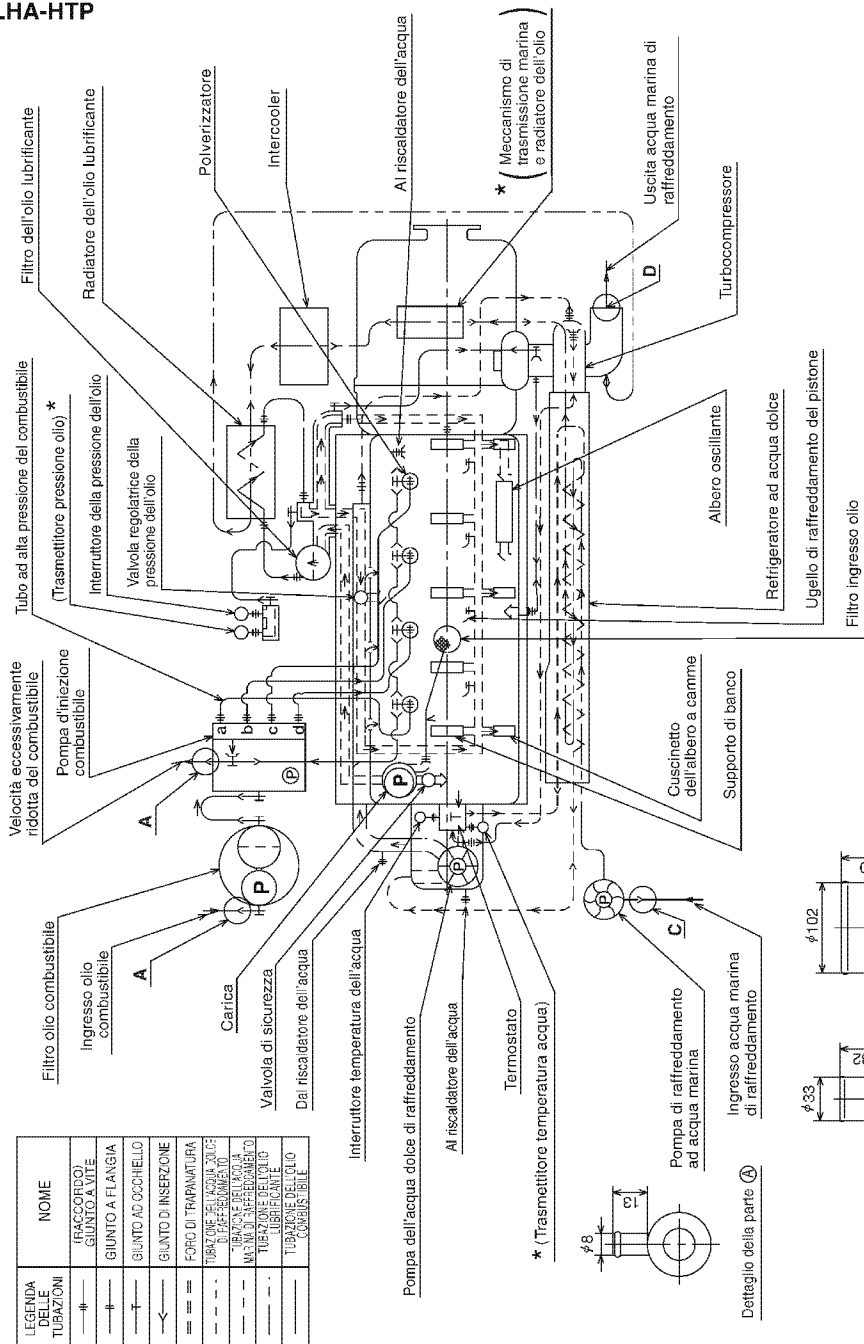 LHA-HTP
Filtro dell'olio lubrificante
Radiatore dell'olio lubrificante
Polverizzatore
Intercooler
Al riscaldatore dell'acqua
* (Meccanismo di
trasmissione marina
e radiatore dell'olio)
Uscita acqua marina di
raffreddamento
D
Turbocompressore
Tubo ad alta pressione del combustibile
(Trasmettitore pressione olio) *
Interruttore della pressione dell'olio
Valvola regolatrice della
pressione dell'olio
Albero oscillante
Refrigeratore ad acqua dolce
Ugello di raffreddamento del pistone
Filtro ingresso olio
Velocità eccessivamente
ridotta del combustibile
Pompa d'iniezione
combustibile
A
a
b
c
d
P
Cuscinetto
dell'albero a camme
Supporto di banco
Filtro olio combustibile
Ingresso olio
combustibile
A
P
P
P
P
Carica
Valvola di sicurezza
Dal riscaldatore dell'acqua
Interruttore temperatura dell'acqua
Pompa dell'acqua dolce di raffreddamento
Al riscaldatore dell'acqua
Termostato
* (Trasmettitore temperatura acqua)
Pompa di raffreddamento
ad acqua marina
Ingresso acqua marina
di raffreddamento
C
φ102
φ33
LEGENDA
DELLE
TUBAZIONI
NOME
(RACCORDO)
GIUNTO A VITE
GIUNTO A FLANGIA
GIUNTO AD OCCHIELLO
GIUNTO DI INSERZIONE
FORO DI TRAPANATURA
TUBAZIONE DELL'ACQUA DOLCE
DI RAFFREDDAMENTO
TUBAZIONE DELL'ACQUA
MARINA DI RAFFREDDAMENTO
TUBAZIONE DELL'OLIO
LUBRIFICANTE
TUBAZIONE DELL'OLIO
COMBUSTIBILE
φ8
13
Dettaglio della parte A